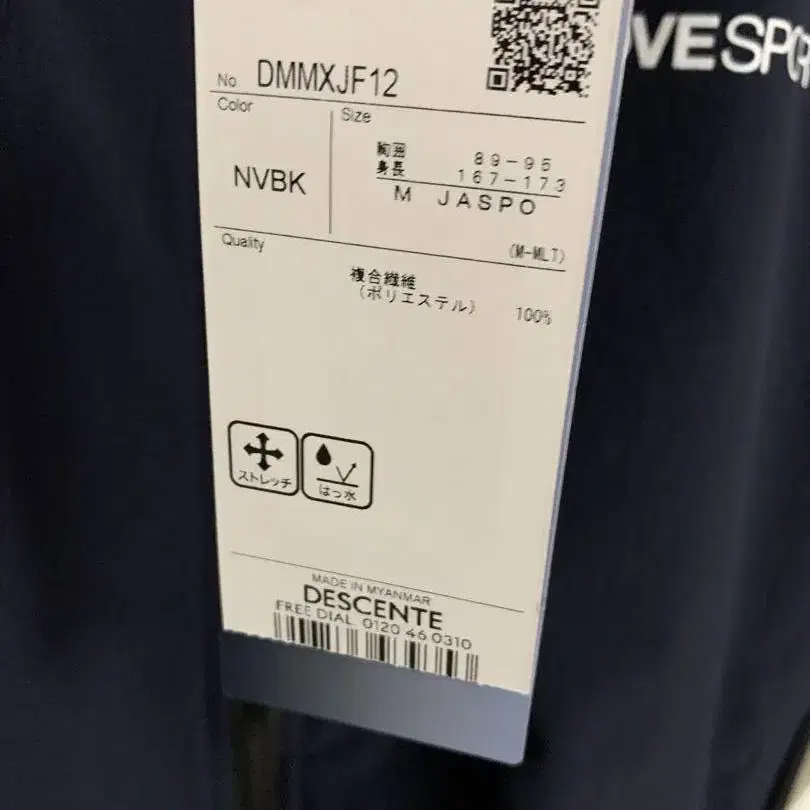 VESPO
No. DMMXJF12
Color
Size
NVBK
胸囲 89-95
身長 167-173
M JASPO
(M-MLT)
Quality
複合繊維
(ポリエステル) 100%
ストレッチ
はっ水
MADE IN MYANMAR
DESCENTE
FREE DIAL. 0120 46 0310